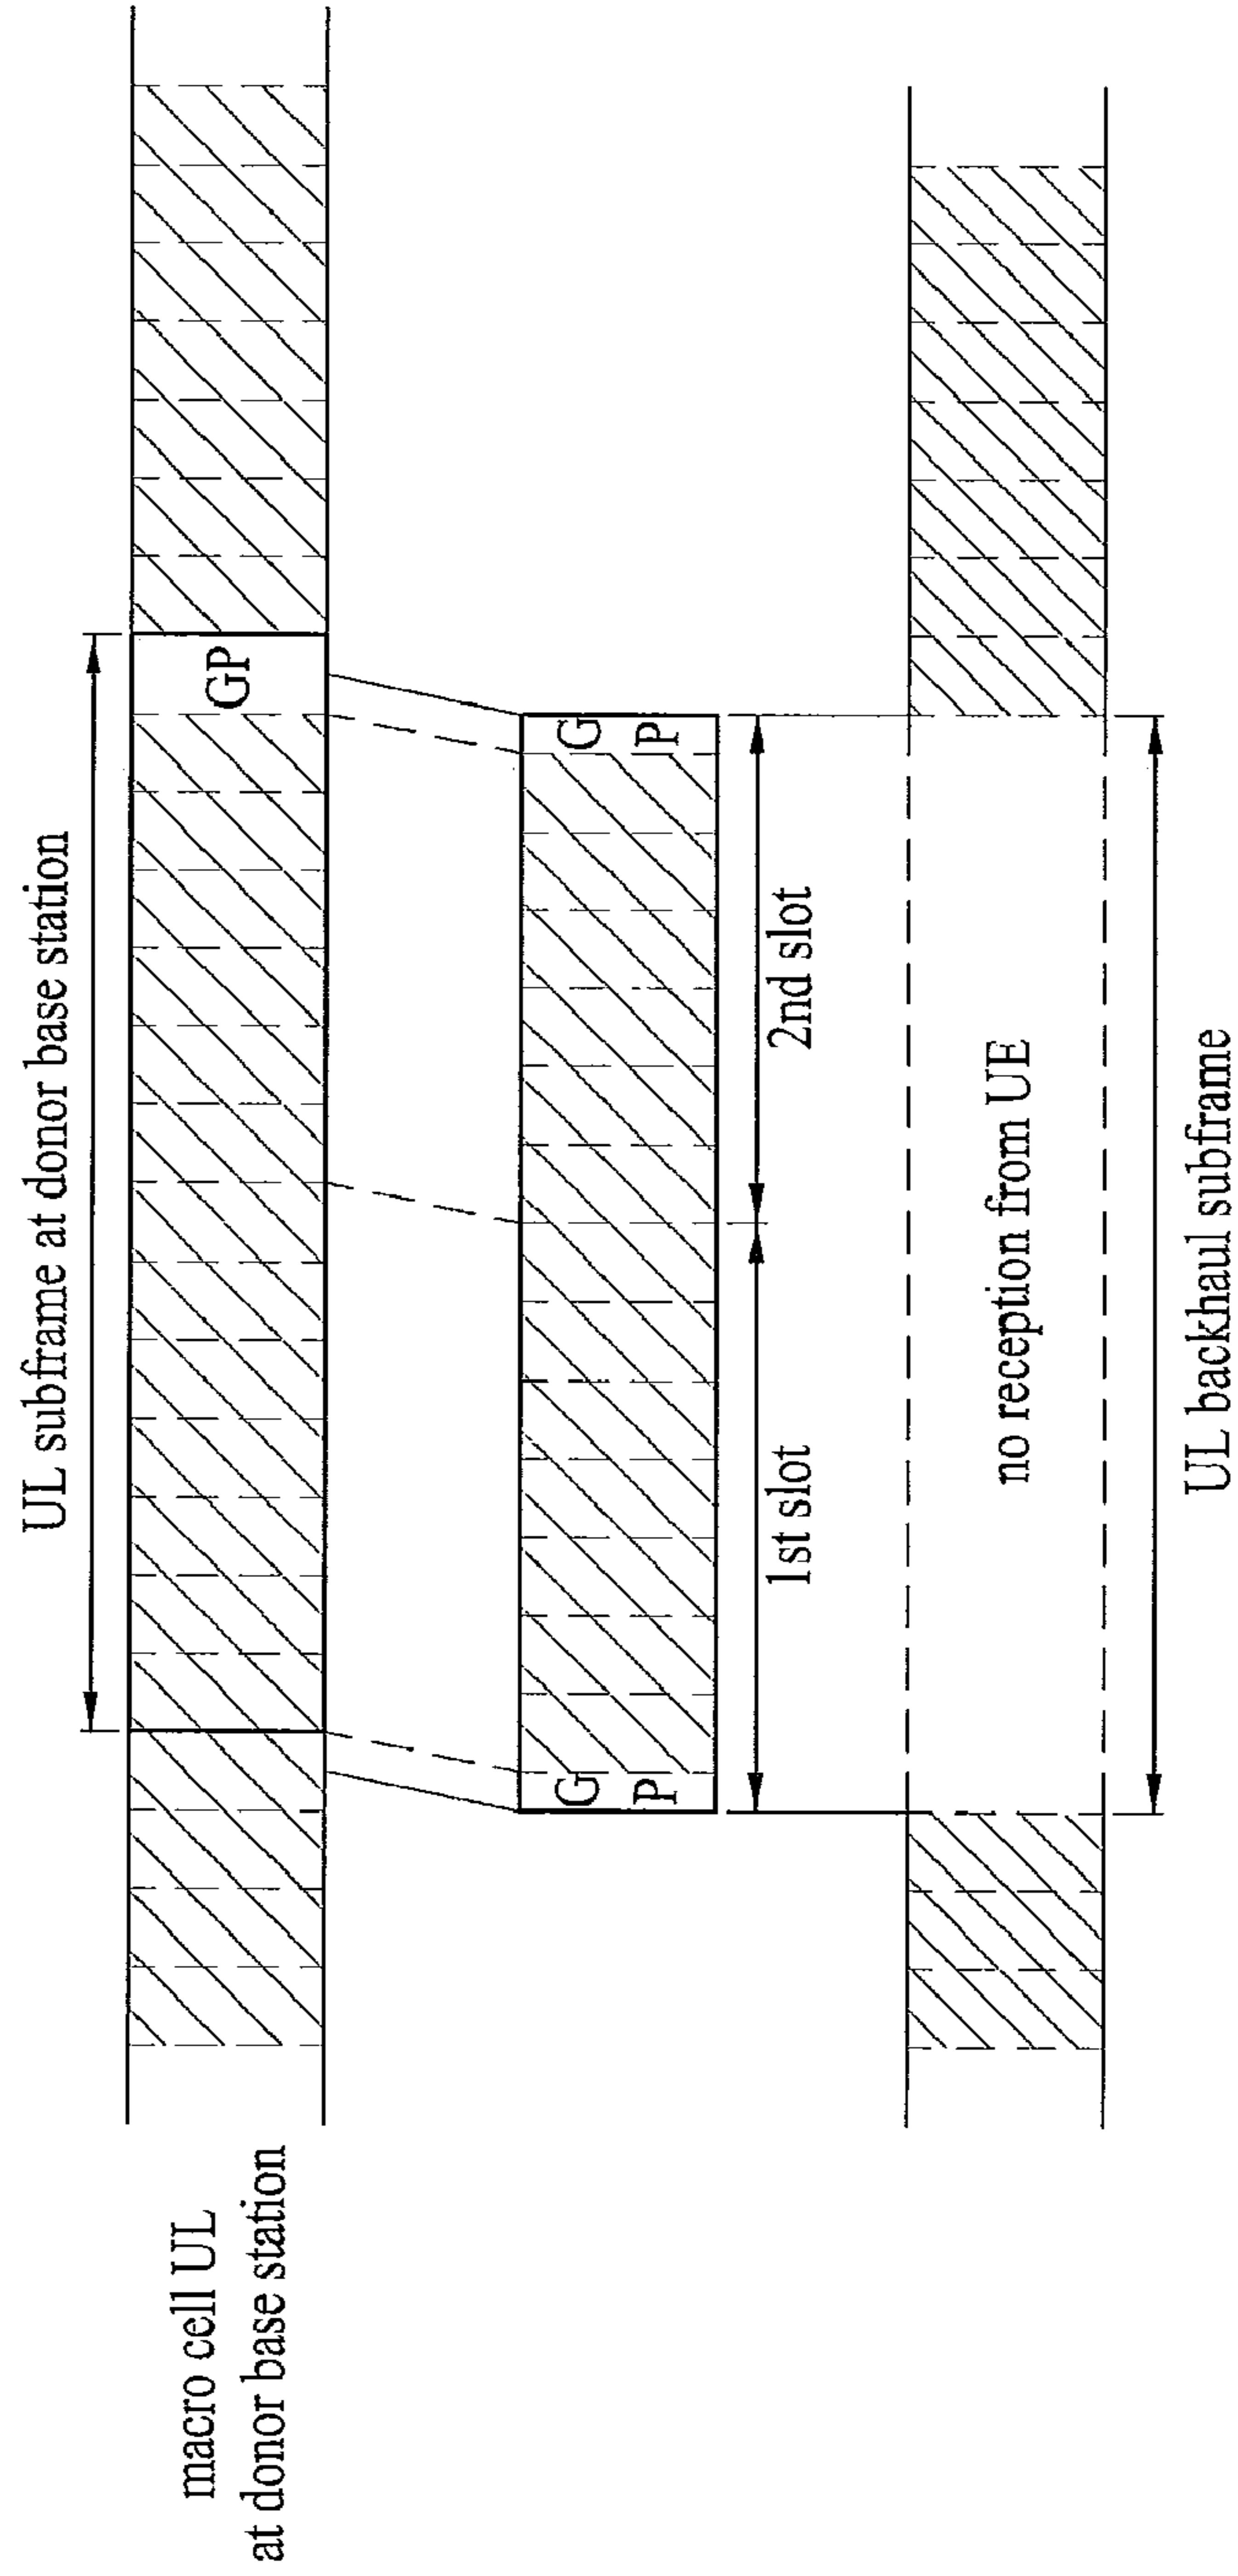 UL subframe at donor base station
macro cell UL
at donor base station
GP
G
P
G
P
1st slot
2nd slot
no reception from UE
UL backhaul subframe